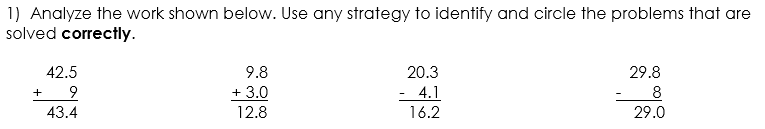 1) Analyze the work shown below. Use any strategy to identify and circle the problems that are
solved correctly.
42.5 9.8 20.3 29.8
+ 9 + 3.0 - 4.1 - 8
43.4 12.8 16.2 29.0